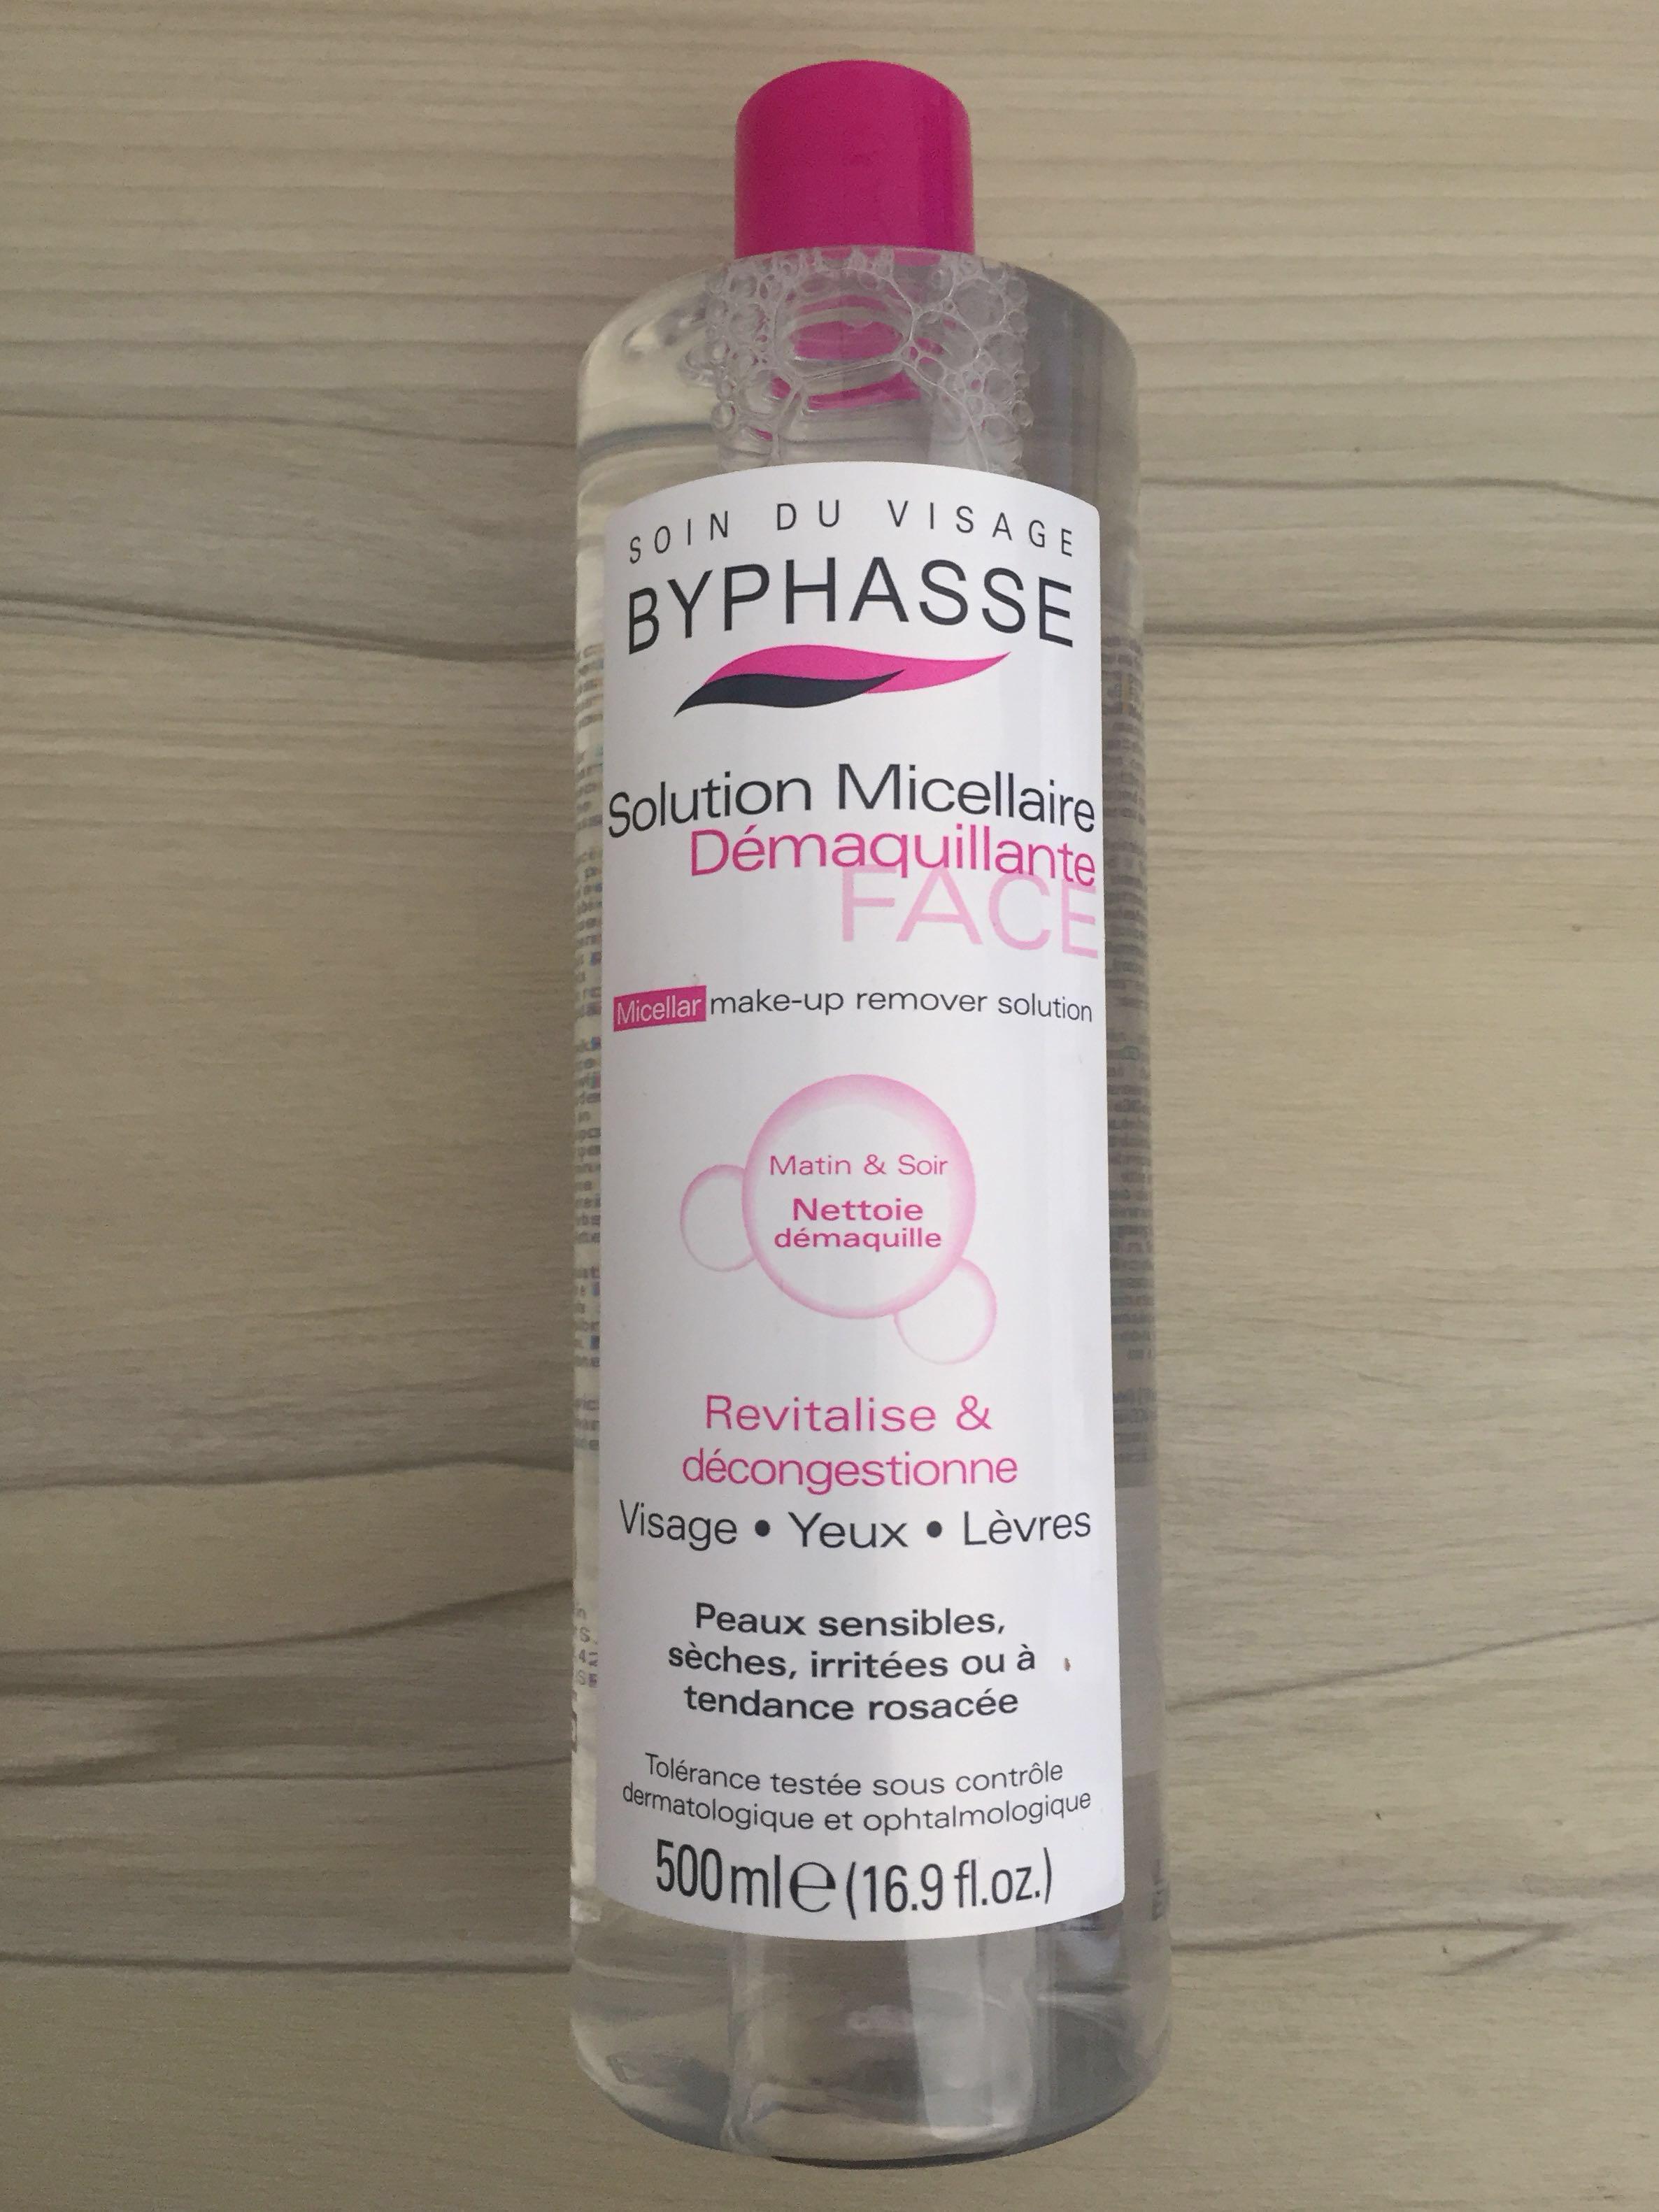 SOIN DU VISAGE
BYPHASSE
Solution Micellaire
Démaquillante
FACE
Micellar make-up remover solution
Matin & Soir
Nettoie
démaquille
Revitalise &
décongestionne
Visage • Yeux • Lèvres
Peaux sensibles,
sèches, irritées ou à
tendance rosacée
Tolérance testée sous contrôle
dermatologique et ophtalmologique
500 ml ℮ (16.9 fl.oz.)